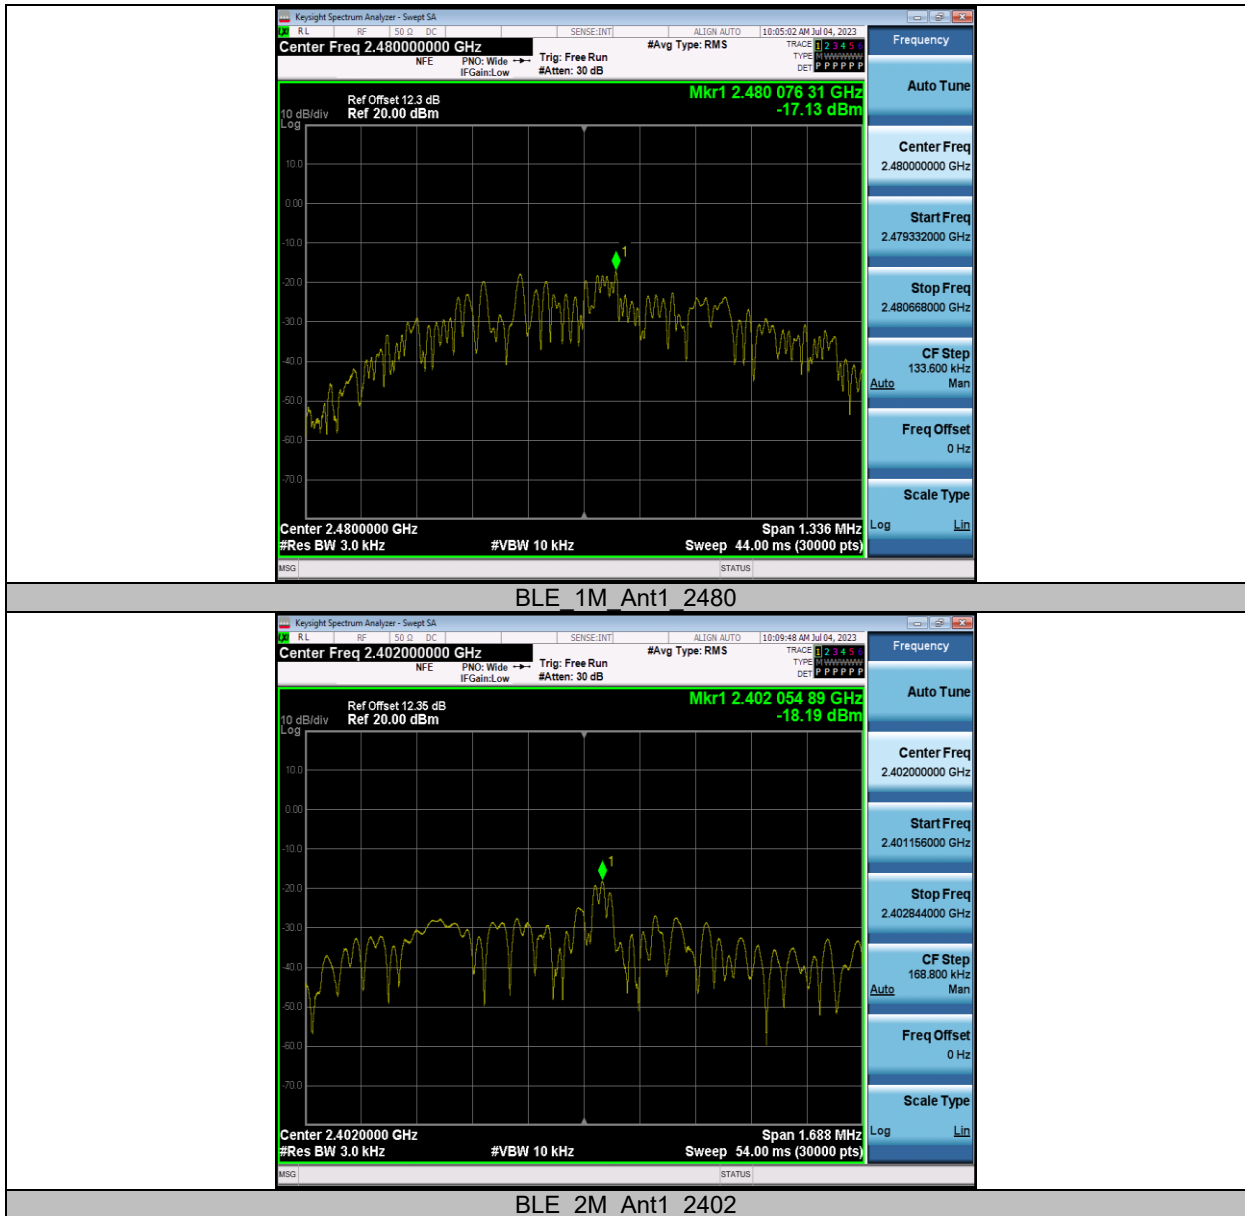 Keysight Spectrum Analyzer - Swept SA
RL RF 50 Ω DC SENSE:INT ALIGN AUTO 10:05:02 AM Jul 04, 2023
Center Freq 2.480000000 GHz #Avg Type: RMS TRACE 1 2 3 4 5 6
NFE PNO: Wide Trig: Free Run TYPE M WWWWW
IFGain:Low #Atten: 30 dB DET P P P P P P
Frequency
Mkr1 2.480 076 31 GHz
-17.13 dBm
Ref Offset 12.3 dB
10 dB/div Ref 20.00 dBm
Log
10.0
0.00
-10.0
-20.0
-30.0
-40.0
-50.0
-60.0
-70.0
1
Center 2.4800000 GHz Span 1.336 MHz
#Res BW 3.0 kHz #VBW 10 kHz Sweep 44.00 ms (30000 pts)
MSG STATUS
Auto Tune
Center Freq
2.480000000 GHz
Start Freq
2.479332000 GHz
Stop Freq
2.480668000 GHz
CF Step
133.600 kHz
Auto Man
Freq Offset
0 Hz
Scale Type
Log Lin
BLE_1M_Ant1_2480
Keysight Spectrum Analyzer - Swept SA
RL RF 50 Ω DC SENSE:INT ALIGN AUTO 10:09:48 AM Jul 04, 2023
Center Freq 2.402000000 GHz #Avg Type: RMS TRACE 1 2 3 4 5 6
NFE PNO: Wide Trig: Free Run TYPE M WWWWW
IFGain:Low #Atten: 30 dB DET P P P P P P
Frequency
Mkr1 2.402 054 89 GHz
-18.19 dBm
Ref Offset 12.35 dB
10 dB/div Ref 20.00 dBm
Log
10.0
0.00
-10.0
-20.0
-30.0
-40.0
-50.0
-60.0
-70.0
1
Center 2.4020000 GHz Span 1.688 MHz
#Res BW 3.0 kHz #VBW 10 kHz Sweep 54.00 ms (30000 pts)
MSG STATUS
Auto Tune
Center Freq
2.402000000 GHz
Start Freq
2.401156000 GHz
Stop Freq
2.402844000 GHz
CF Step
168.800 kHz
Auto Man
Freq Offset
0 Hz
Scale Type
Log Lin
BLE_2M_Ant1_2402